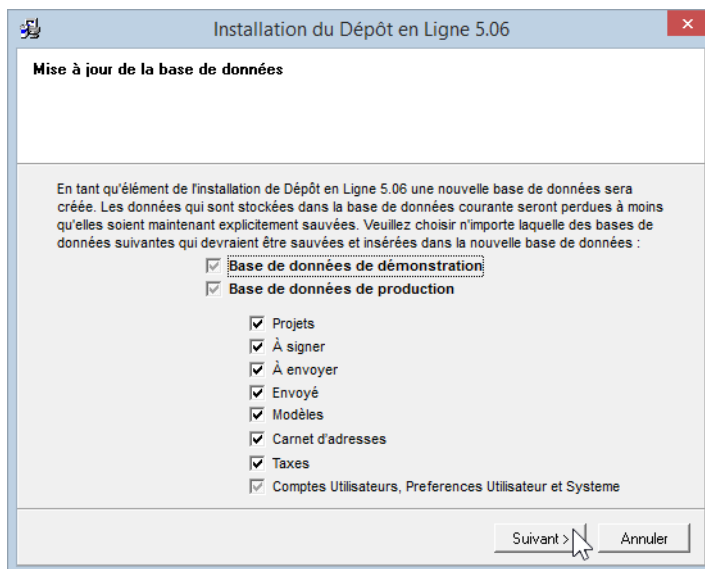 Installation du Dépôt en Ligne 5.06
Mise à jour de la base de données
En tant qu'élément de l'installation de Dépôt en Ligne 5.06 une nouvelle base de données sera
créée. Les données qui sont stockées dans la base de données courante seront perdues à moins
qu'elles soient maintenant explicitement sauvées. Veuillez choisir n'importe laquelle des bases de
données suivantes qui devraient être sauvées et insérées dans la nouvelle base de données :
Base de données de démonstration
Base de données de production
Projets
À signer
À envoyer
Envoyé
Modèles
Carnet d'adresses
Taxes
Comptes Utilisateurs, Preferences Utilisateur et Systeme
Suivant > Annuler